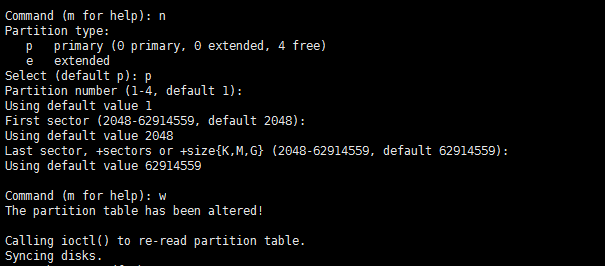 Command (m for help): n
Partition type:
   p   primary (0 primary, 0 extended, 4 free)
   e   extended
Select (default p): p
Partition number (1-4, default 1):
Using default value 1
First sector (2048-62914559, default 2048):
Using default value 2048
Last sector, +sectors or +size{K,M,G} (2048-62914559, default 62914559):
Using default value 62914559
Command (m for help): w
The partition table has been altered!
Calling ioctl() to re-read partition table.
Syncing disks.